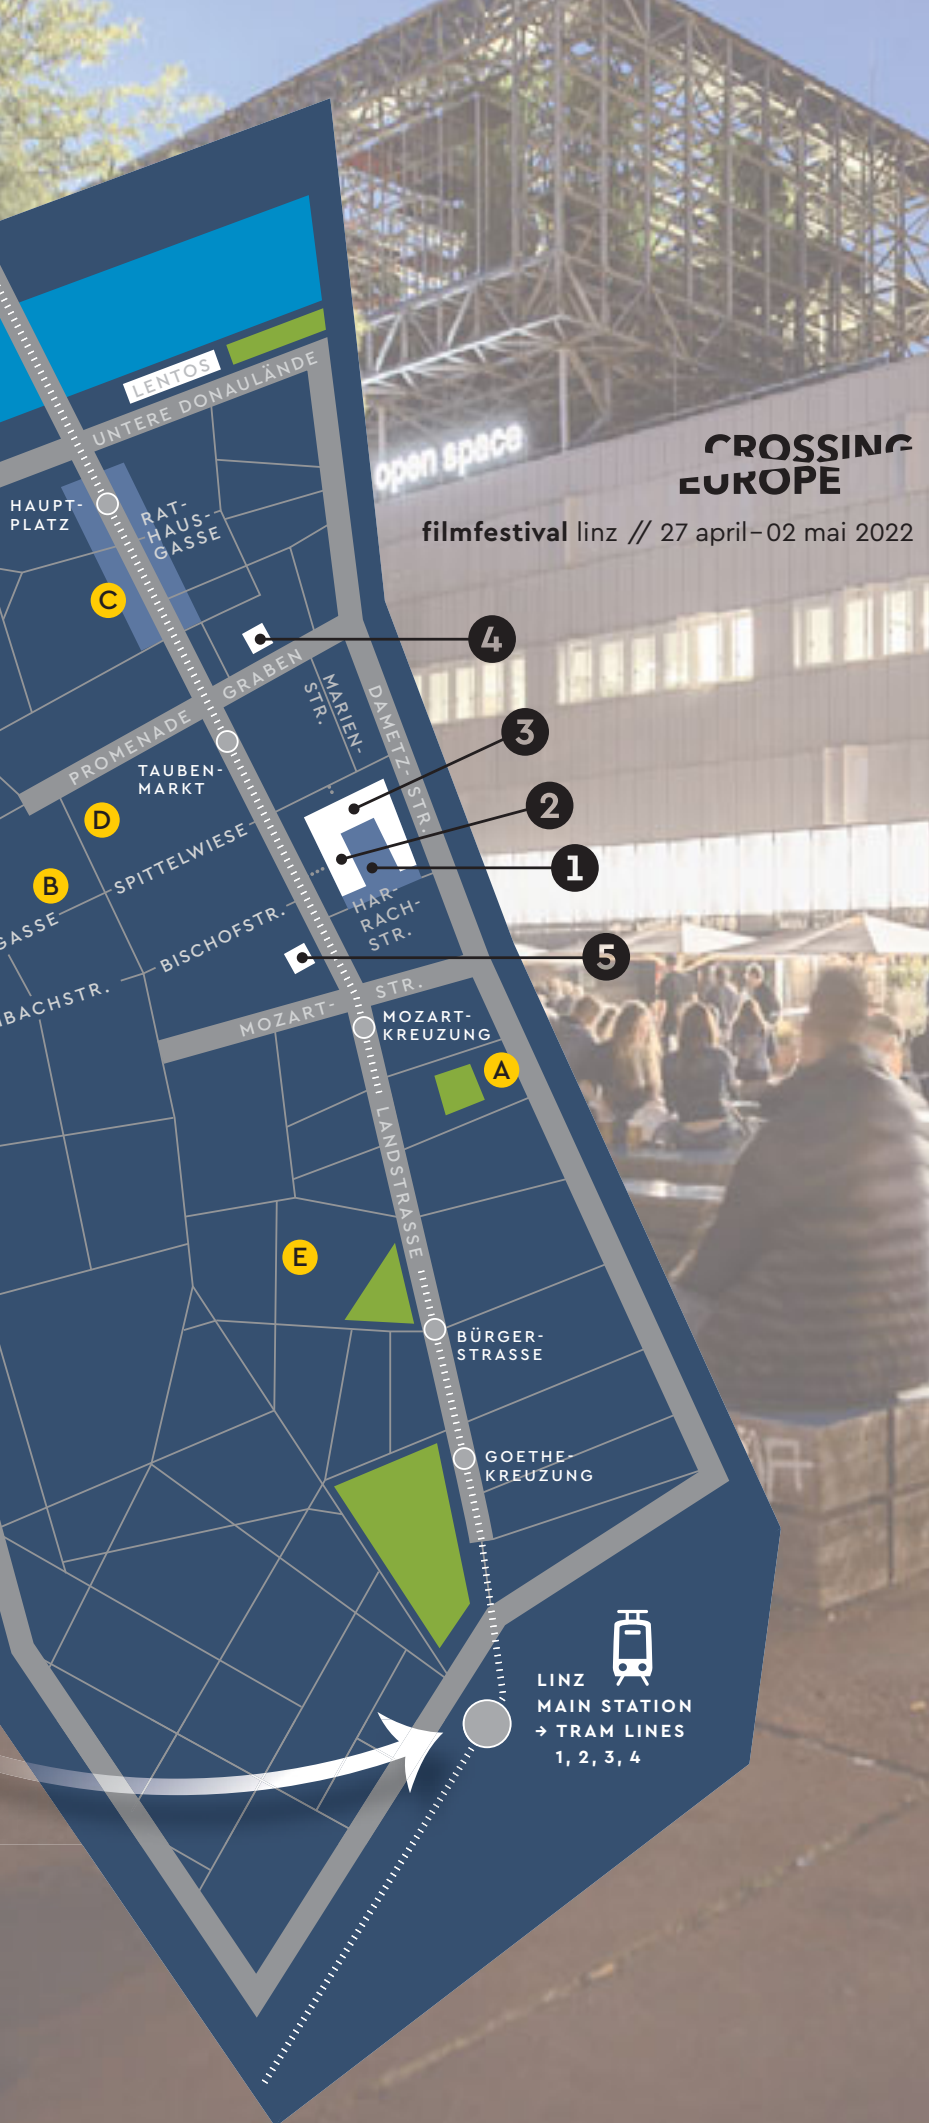 LENTOS
UNTERE DONAULÄNDE
open space
CROSSING
EUROPE
filmfestival linz // 27 april – 02 mai 2022
HAUPT-
PLATZ
RAT-
HAUS-
GASSE
C
4
GRABEN
MARIEN-
STR.
DAMETZ-STR.
3
PROMENADE
TAUBEN-
MARKT
2
D
SPITTELWIESE
1
B
GASSE
HAR-
RACH-
STR.
BISCHOFSTR.
5
BACHSTR.
MOZART- STR.
MOZART-
KREUZUNG
A
LANDSTRASSE
E
BÜRGER-
STRASSE
GOETHE-
KREUZUNG
LINZ
MAIN STATION
→ TRAM LINES
1, 2, 3, 4